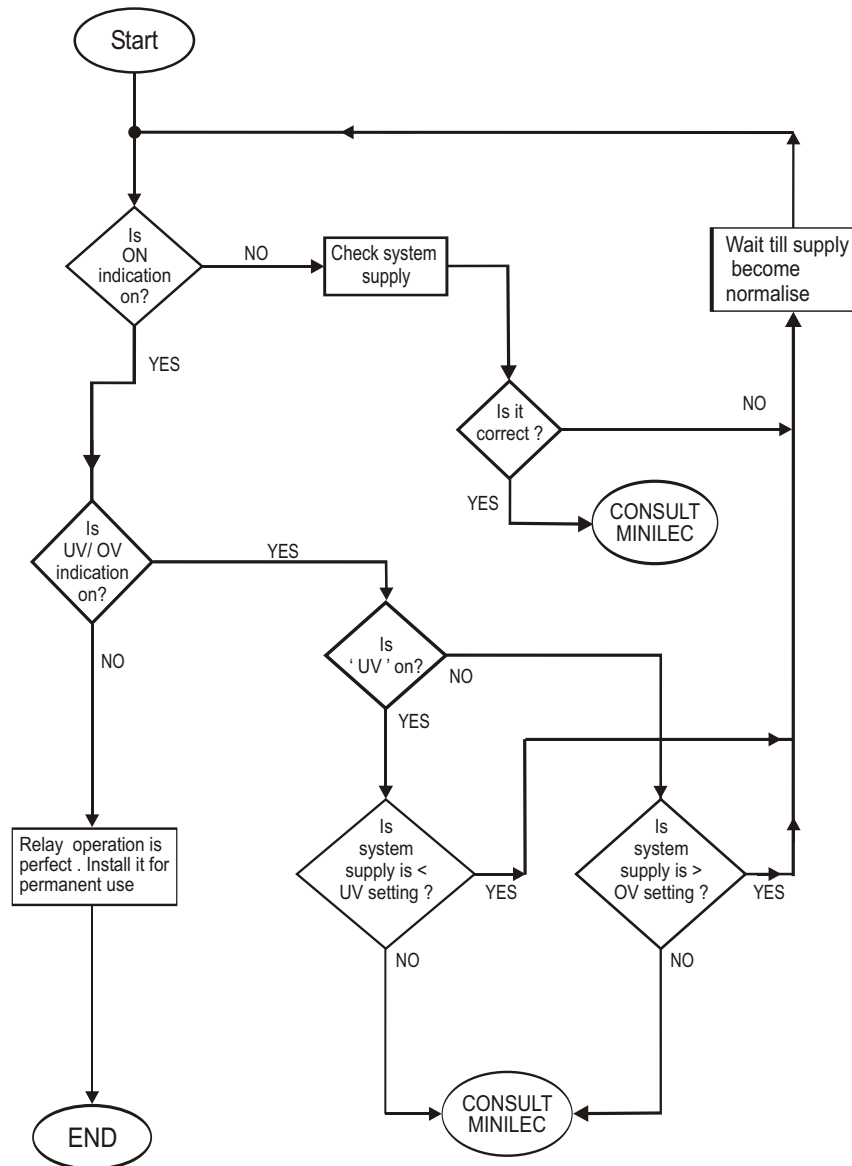 Start
Is
ON
indication
on?
NO
Check system
supply
Wait till supply
become
normalise
YES
Is it
correct ?
NO
YES
CONSULT
MINILEC
Is
UV/ OV
indication
on?
YES
NO
Is
‘ UV ’ on?
NO
YES
Relay operation is
perfect . Install it for
permanent use
Is
system
supply is <
UV setting ?
YES
NO
Is
system
supply is >
OV setting ?
YES
NO
CONSULT
MINILEC
END